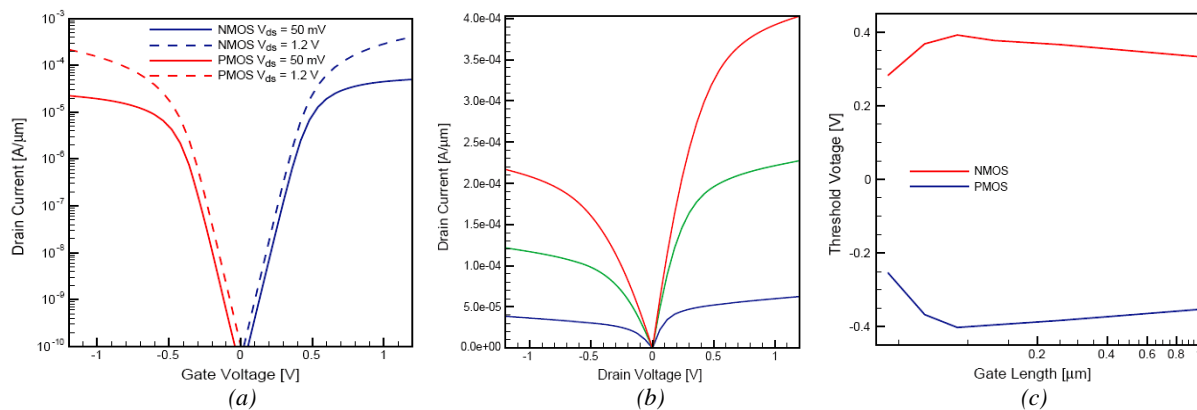 10-3
10-4
10-5
10-6
10-7
10-8
10-9
10-10
Drain Current [A/µm]
NMOS Vds = 50 mV
NMOS Vds = 1.2 V
PMOS Vds = 50 mV
PMOS Vds = 1.2 V
-1 -0.5 0 0.5 1
Gate Voltage [V]
(a)
4.0e-04
3.5e-04
3.0e-04
2.5e-04
2.0e-04
1.5e-04
1.0e-04
5.0e-05
0.0e+00
Drain Current [A/µm]
-1 -0.5 0 0.5 1
Drain Voltage [V]
(b)
0.4
0.2
0
-0.2
-0.4
Threshold Votage [V]
NMOS
PMOS
0.2 0.4 0.6 0.8
Gate Length [µm]
(c)